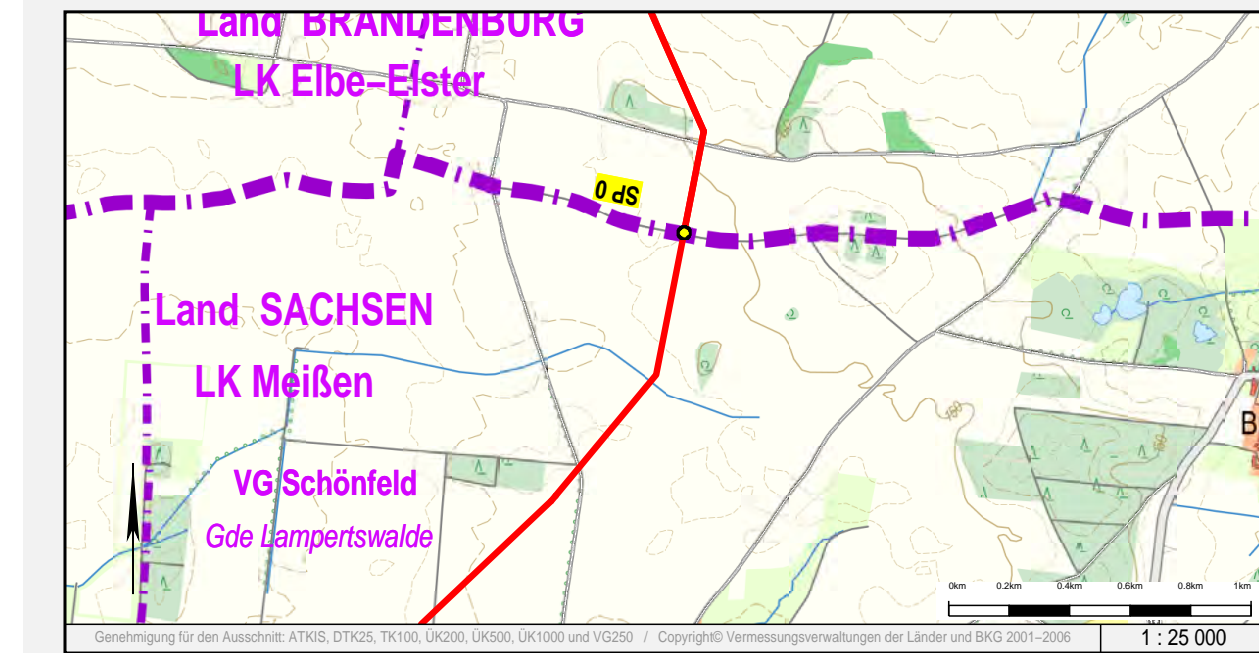 Land BRANDENBURG
LK Elbe–Elster
SP 0
Land SACHSEN
LK Meißen
180
B
VG Schönfeld
Gde Lampertswalde
0km 0.2km 0.4km 0.6km 0.8km 1km
Genehmigung für den Ausschnitt: ATKIS, DTK25, TK100, ÜK200, ÜK500, ÜK1000 und VG250 / Copyright© Vermessungsverwaltungen der Länder und BKG 2001–2006
1 : 25 000